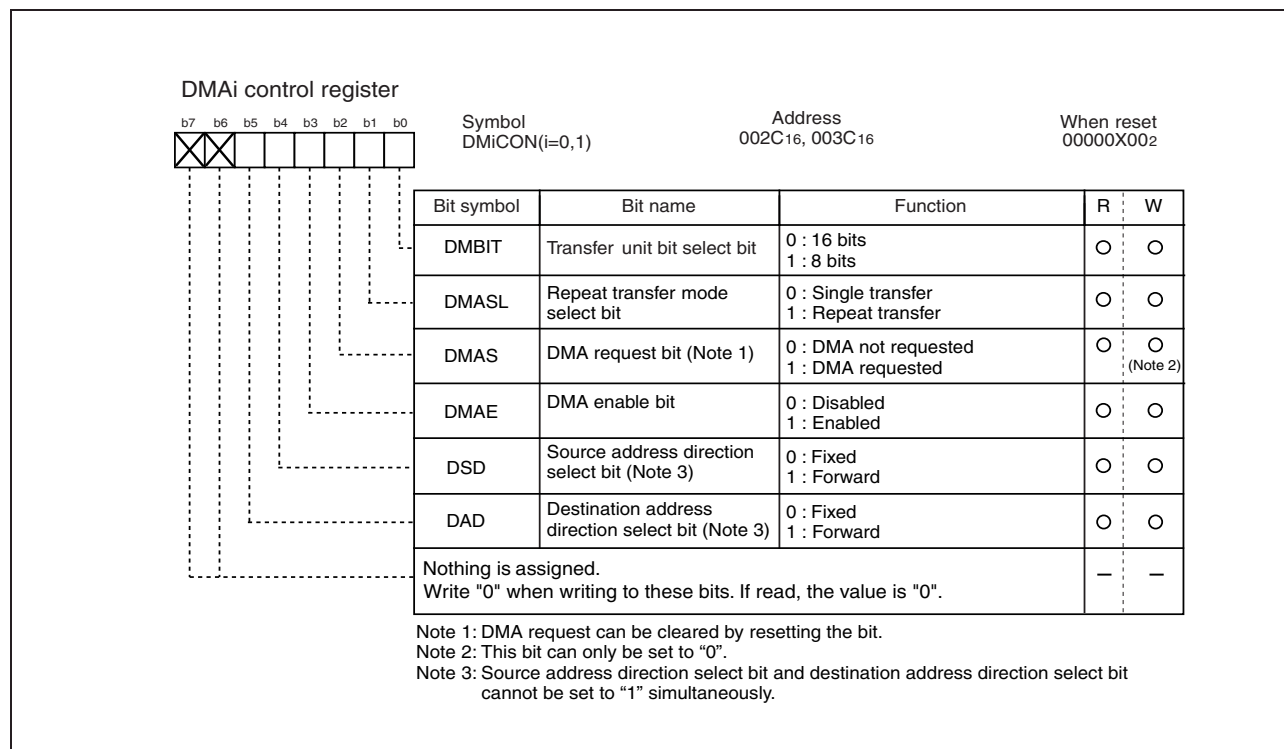 DMAi control register
b7 b6 b5 b4 b3 b2 b1 b0
Symbol Address When reset
DMiCON(i=0,1) 002C16, 003C16 00000X002
Bit symbol Bit name Function R W
DMBIT Transfer unit bit select bit 0 : 16 bits
1 : 8 bits
DMASL Repeat transfer mode
select bit 0 : Single transfer
1 : Repeat transfer
DMAS DMA request bit (Note 1) 0 : DMA not requested
1 : DMA requested
(Note 2)
DMAE DMA enable bit 0 : Disabled
1 : Enabled
DSD Source address direction
select bit (Note 3) 0 : Fixed
1 : Forward
DAD Destination address
direction select bit (Note 3) 0 : Fixed
1 : Forward
Nothing is assigned.
Write "0" when writing to these bits. If read, the value is "0". – –
Note 1: DMA request can be cleared by resetting the bit.
Note 2: This bit can only be set to “0”.
Note 3: Source address direction select bit and destination address direction select bit
cannot be set to “1” simultaneously.